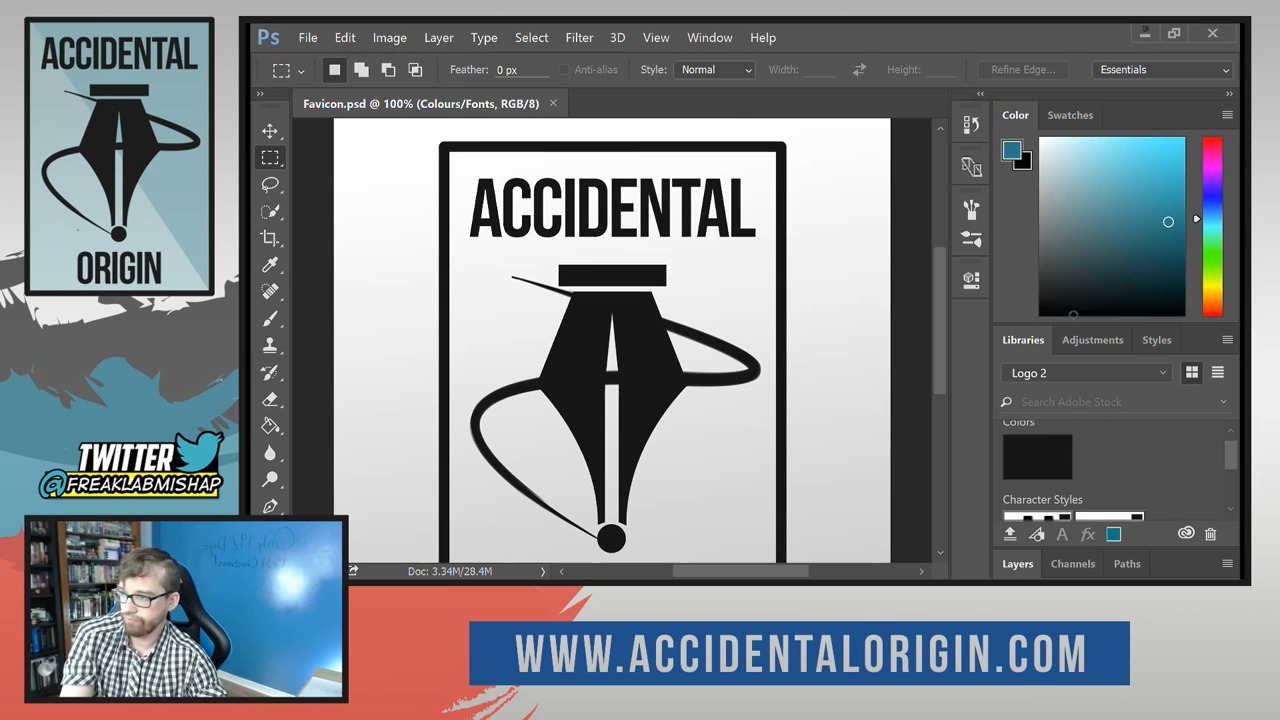 ACCIDENTAL
ORIGIN
TWITTER
@FREAKLABMISHAP
Ps File Edit Image Layer Type Select Filter 3D View Window Help
Feather: 0 px Anti-alias Style: Normal Width: Height: Refine Edge... Essentials
Favicon.psd @ 100% (Colours/Fonts, RGB/8)
ACCIDENTAL
Doc: 3.34M/28.4M
Color Swatches
Libraries Adjustments Styles
Logo 2
Search Adobe Stock
Colors
Character Styles
A fx
Layers Channels Paths
WWW.ACCIDENTALORIGIN.COM